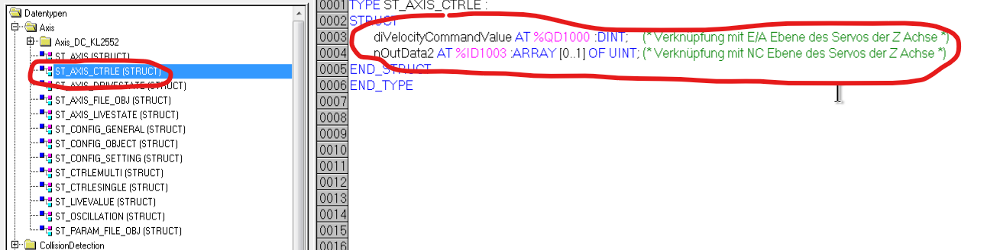 Datentypen
Axis
Axis_DC_KL2552
ST_AXIS (STRUCT)
ST_AXIS_CTRLE (STRUCT)
ST_AXIS_DRIVESTATE (STRUCT)
ST_AXIS_FILE_OBJ (STRUCT)
ST_AXIS_LIVESTATE (STRUCT)
ST_CONFIG_GENERAL (STRUCT)
ST_CONFIG_OBJECT (STRUCT)
ST_CONFIG_SETTING (STRUCT)
ST_CTRLEMULTI (STRUCT)
ST_CTRLESINGLE (STRUCT)
ST_LIVEVALUE (STRUCT)
ST_OSCILLATION (STRUCT)
ST_PARAM_FILE_OBJ (STRUCT)
CollisionDetection
0001 TYPE ST_AXIS_CTRLE :
0002 STRUCT
0003 diVelocityCommandValue AT %QD1000 :DINT; (* Verknüpfung mit E/A Ebene des Servos der Z Achse *)
0004 nOutData2 AT %ID1003 :ARRAY [0..1] OF UINT; (* Verknüpfung mit NC Ebene des Servos der Z Achse *)
0005 END_STRUCT
0006 END_TYPE
0007
0008
0009
0010
0011
0012
0013
0014
0015
0016